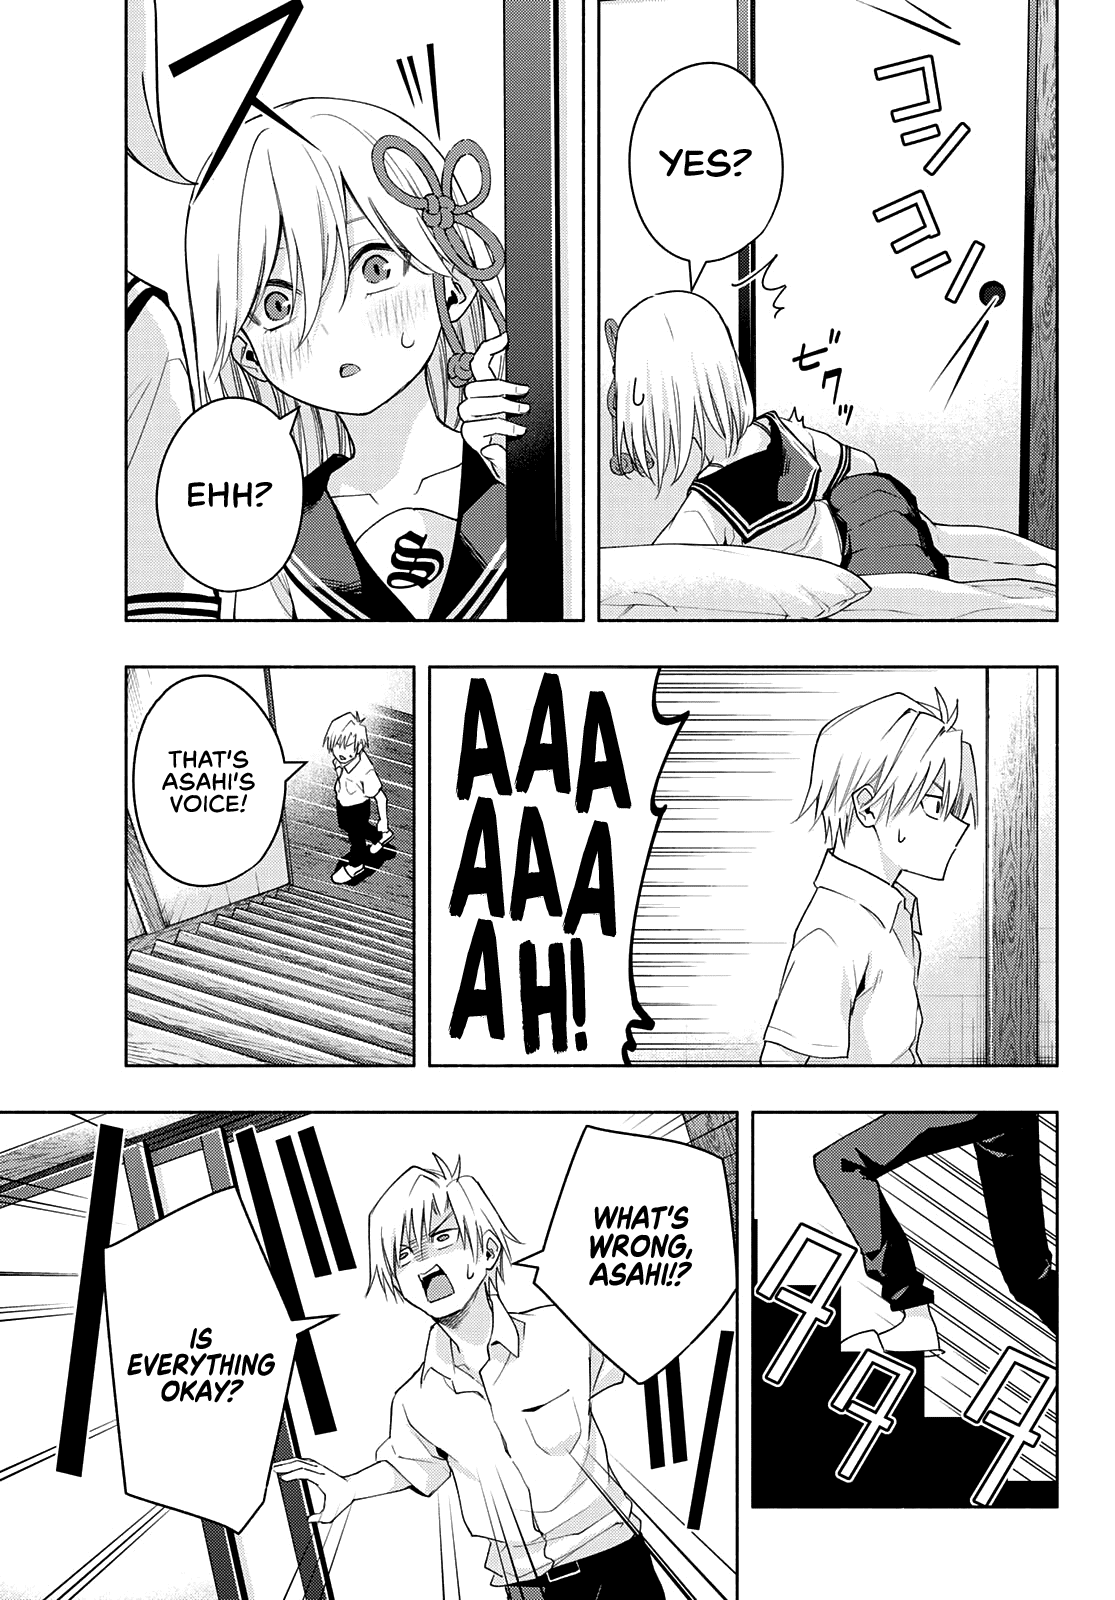 コンコン
YES?
ビクッ
EHH?
S
AAA
AAA
AH!
THAT'S
ASAHI'S
VOICE!
タタタ
WHAT'S
WRONG,
ASAHI!?
IS
EVERYTHING
OKAY?